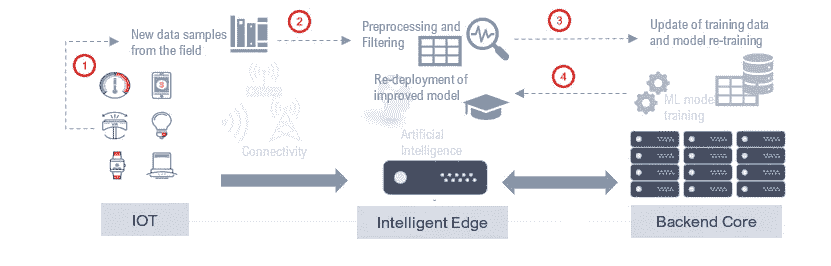 1
New data samples
from the field
2
Preprocessing and
Filtering
3
Update of training data
and model re-training
Re-deployment of
improved model
4
ML model
training
Connectivity
Artificial
Intelligence
IOT
Intelligent Edge
Backend Core